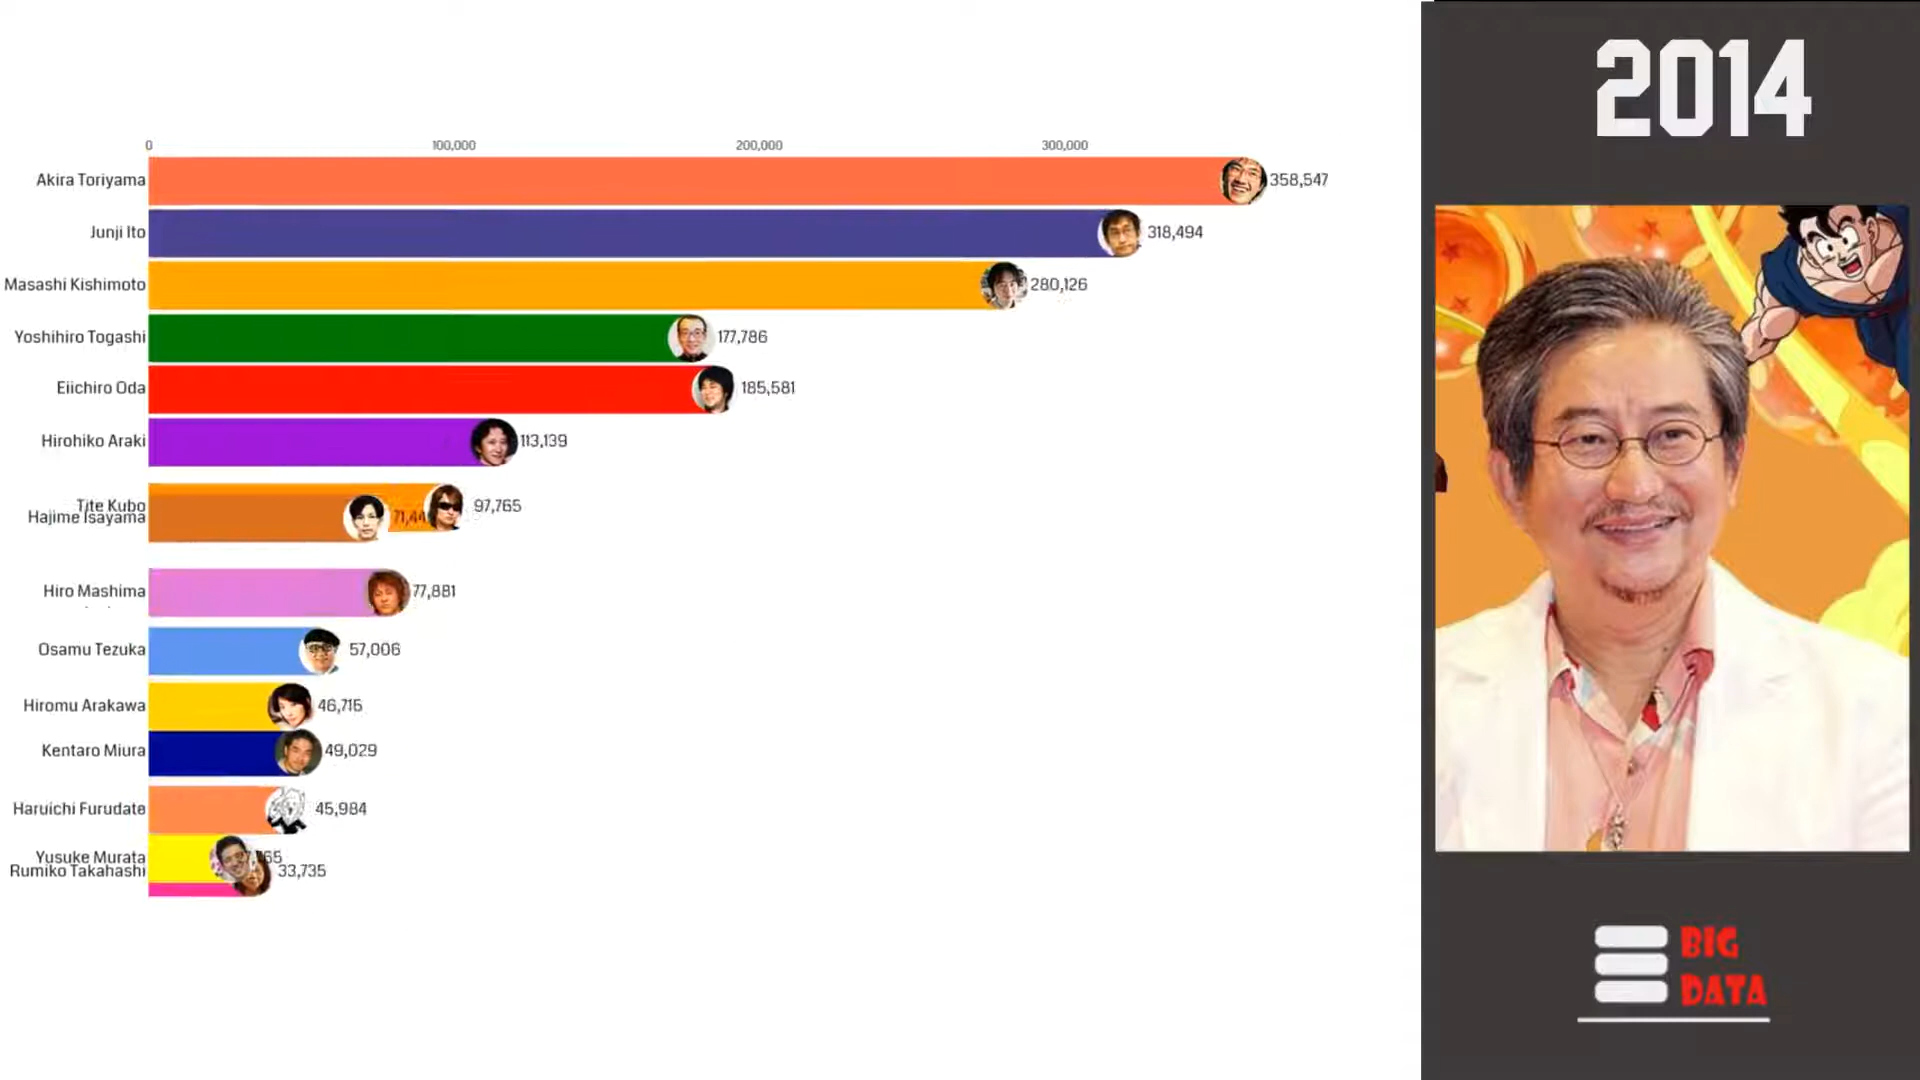 2014
0 100,000 200,000 300,000
Akira Toriyama 358,547
Junji Ito 318,494
Masashi Kishimoto 280,126
Yoshihiro Togashi 177,786
Eiichiro Oda 185,581
Hirohiko Araki 113,139
Tite Kubo 97,765
Hajime Isayama
Hiro Mashima 77,881
Osamu Tezuka 57,006
Hiromu Arakawa 46,715
Kentaro Miura 49,029
Haruichi Furudate 45,984
Yusuke Murata
Rumiko Takahashi 33,735
BIG
DATA